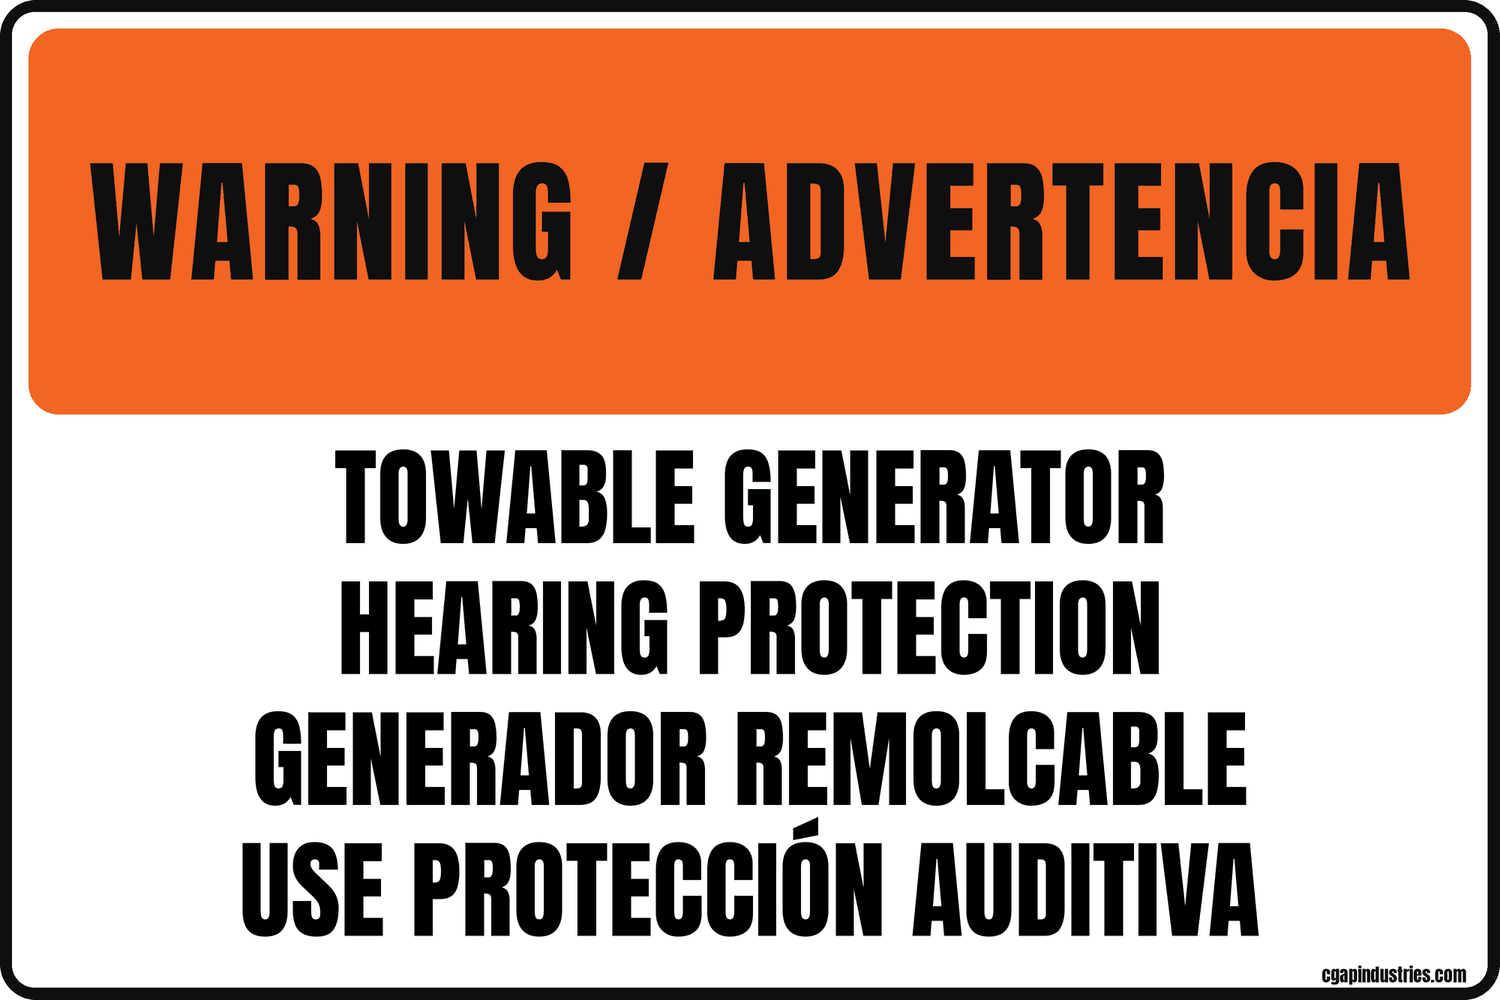 WARNING / ADVERTENCIA
TOWABLE GENERATOR
HEARING PROTECTION
GENERADOR REMOLCABLE
USE PROTECCIÓN AUDITIVA
cgapindustries.com